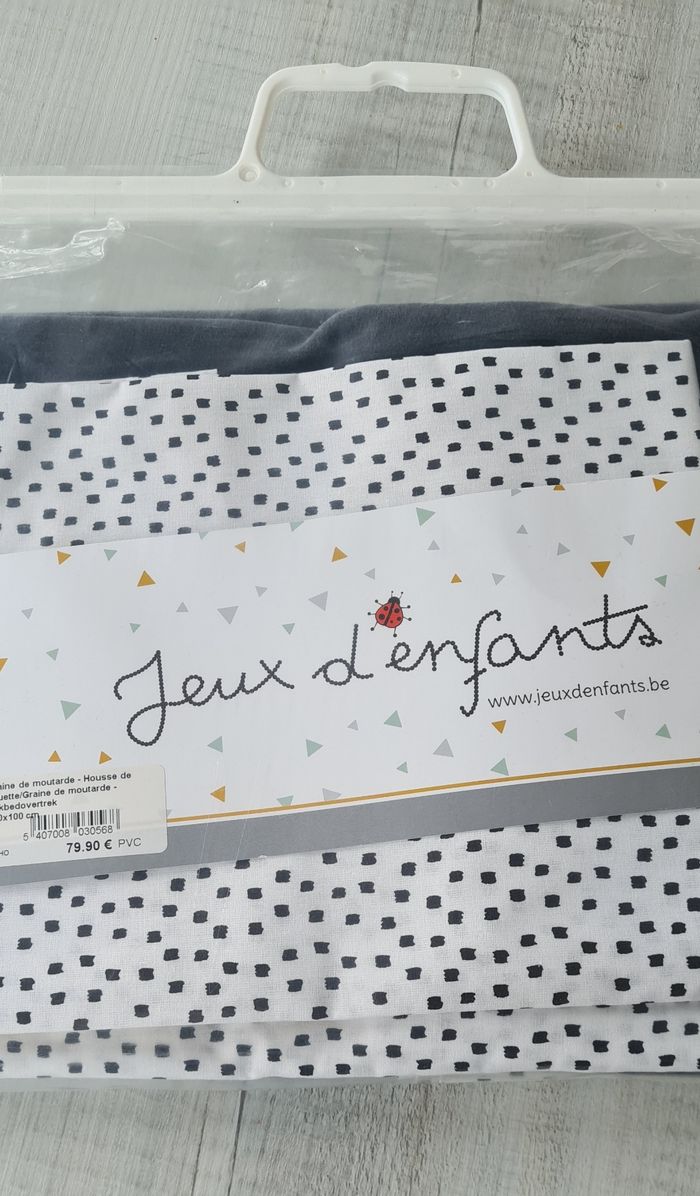 Jeux d'enfants
www.jeuxdenfants.be
aine de moutarde - Housse de
uette/Graine de moutarde -
kbedovertrek
0x100 cm
5 407008 030568
HO 79.90 € PVC